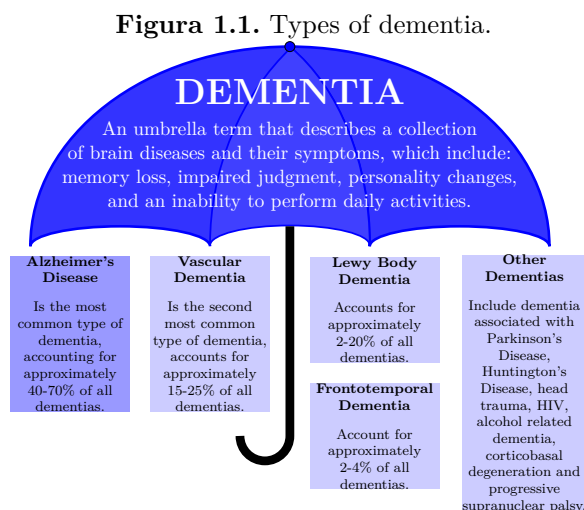 Figura 1.1. Types of dementia.
DEMENTIA
An umbrella term that describes a collection
of brain diseases and their symptoms, which include:
memory loss, impaired judgment, personality changes,
and an inability to perform daily activities.
Alzheimer's
Disease
Is the most
common type of
dementia,
accounting for
approximately
40-70% of all
dementias.
Vascular
Dementia
Is the second
most common
type of dementia,
accounts for
approximately
15-25% of all
dementias.
Lewy Body
Dementia
Accounts for
approximately
2-20% of all
dementias.
Frontotemporal
Dementia
Account for
approximately
2-4% of all
dementias.
Other
Dementias
Include dementia
associated with
Parkinson's
Disease,
Huntington's
Disease, head
trauma, HIV,
alcohol related
dementia,
corticobasal
degeneration and
progressive
supranuclear palsy